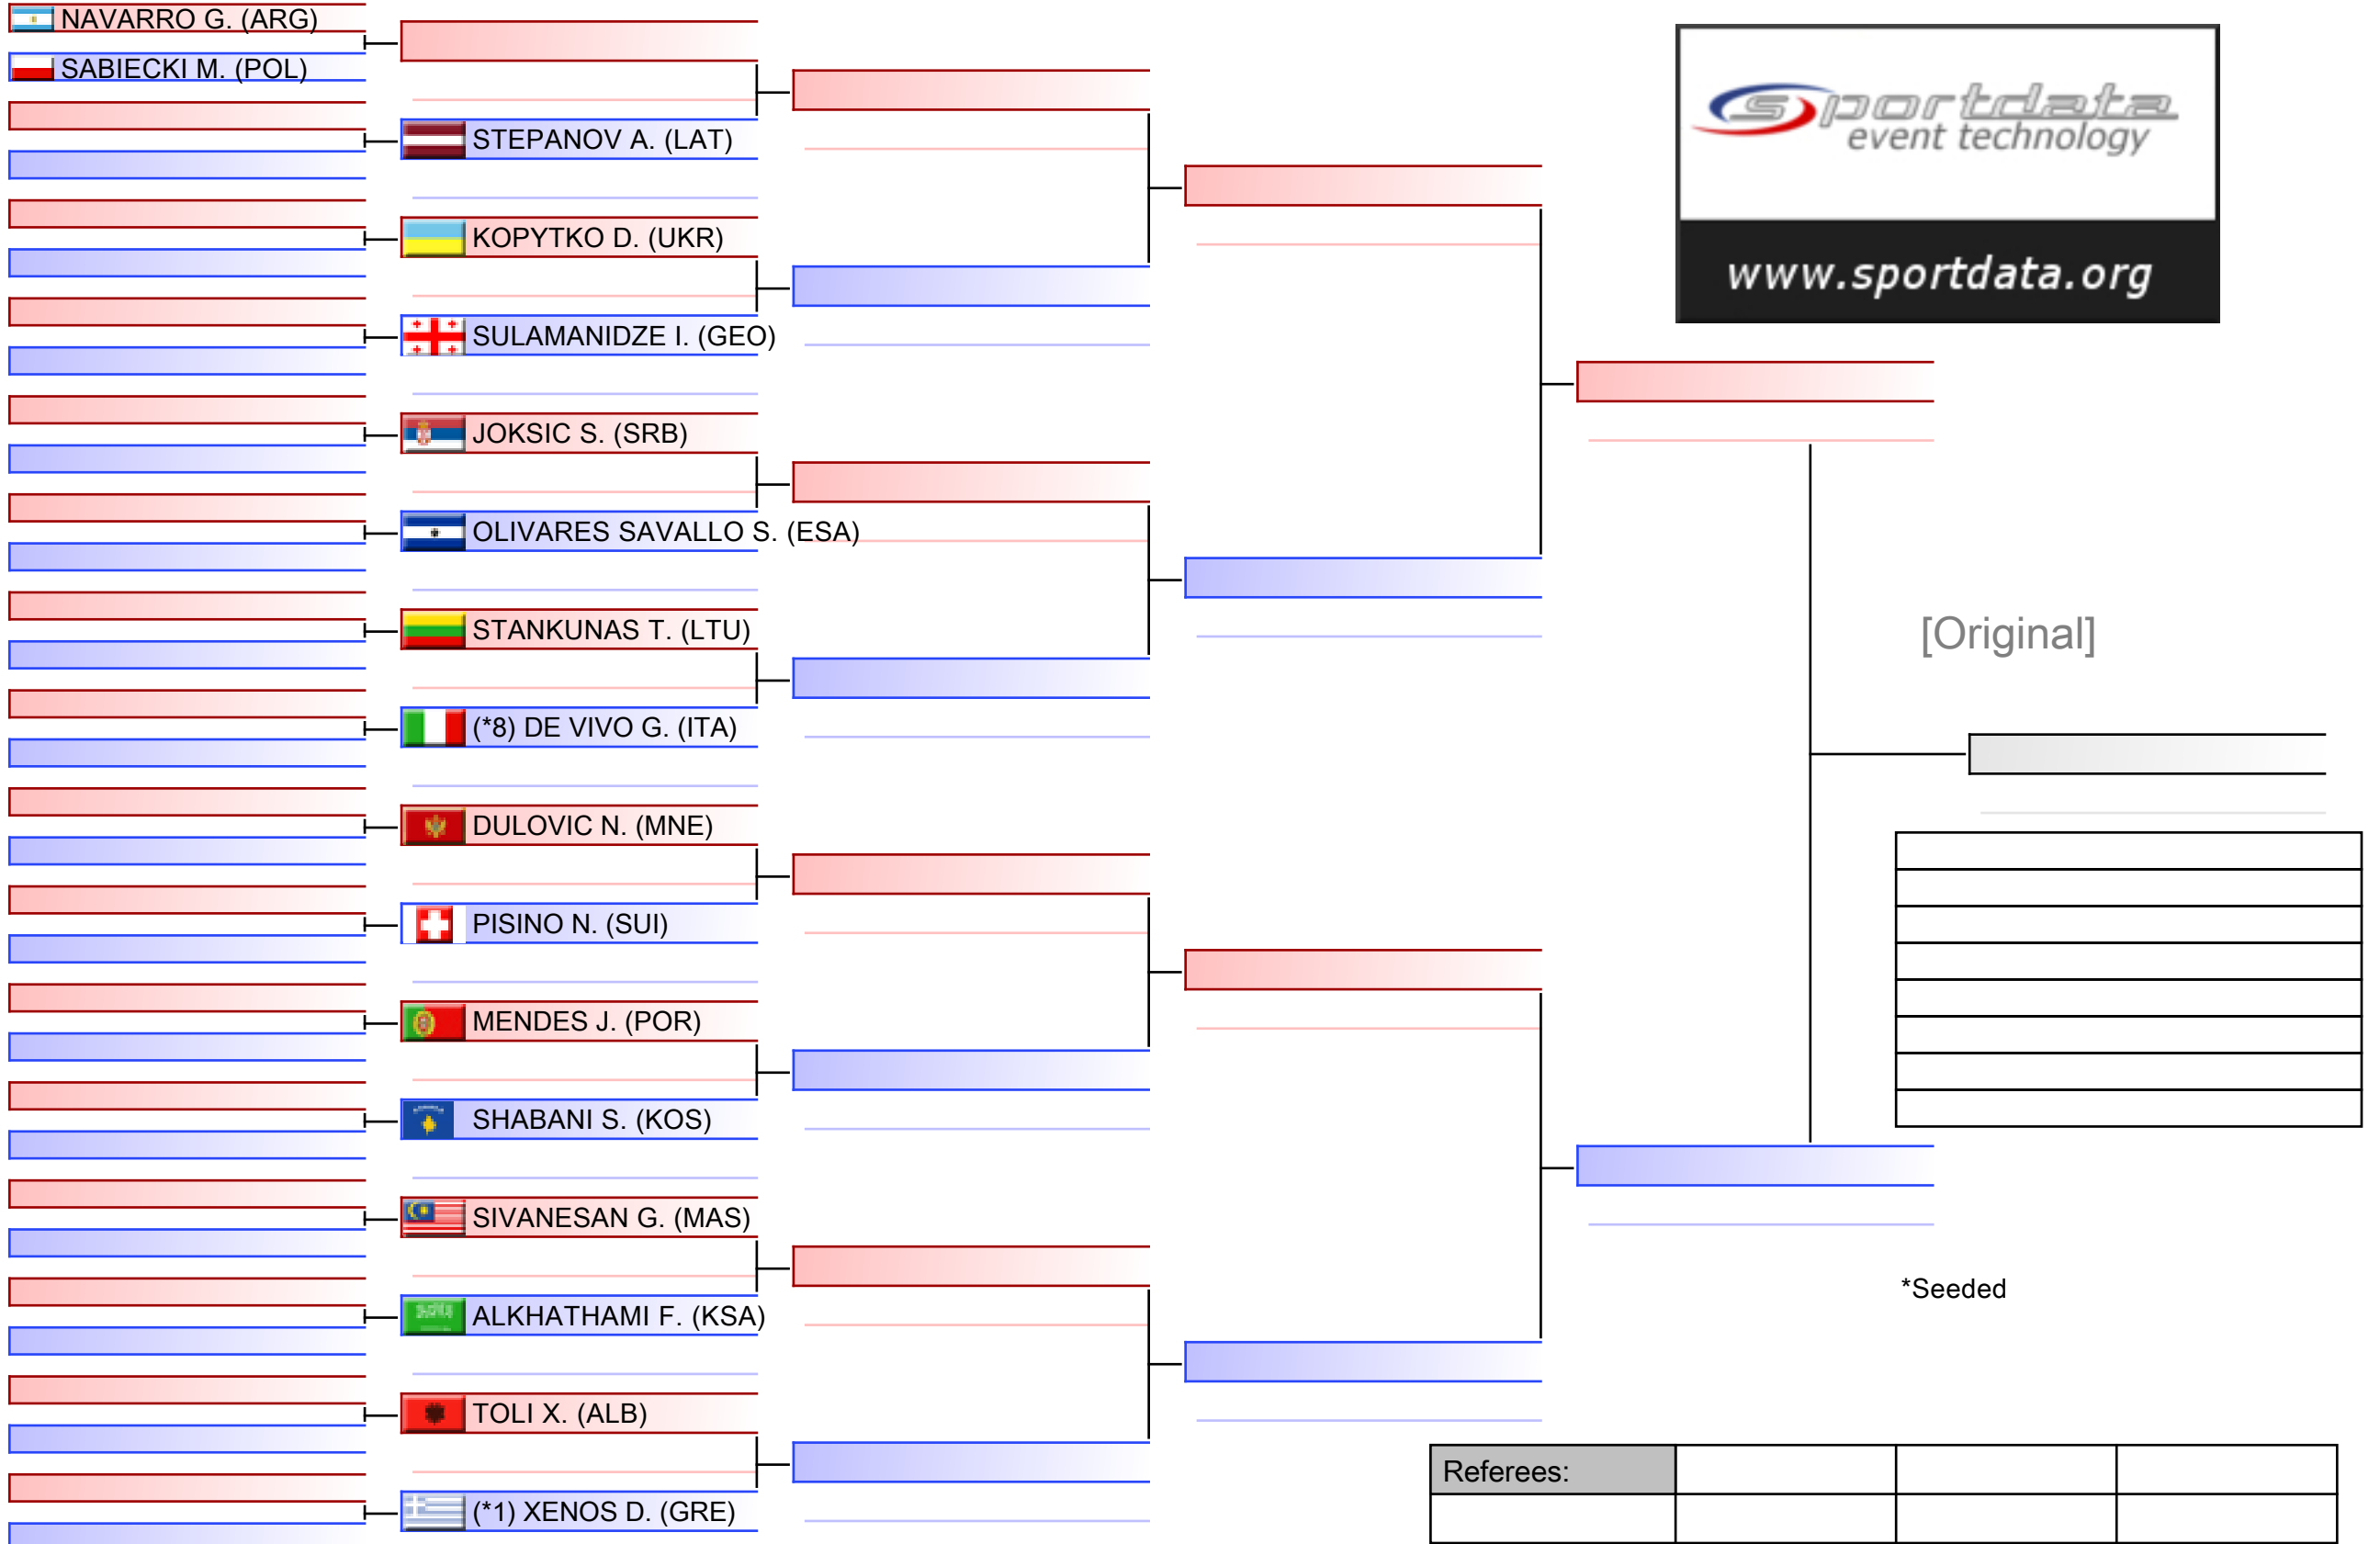 NAVARRO G. (ARG)
SABIECKI M. (POL)
STEPANOV A. (LAT)
KOPYTKO D. (UKR)
SULAMANIDZE I. (GEO)
JOKSIC S. (SRB)
OLIVARES SAVALLO S. (ESA)
STANKUNAS T. (LTU)
(*8) DE VIVO G. (ITA)
DULOVIC N. (MNE)
PISINO N. (SUI)
MENDES J. (POR)
SHABANI S. (KOS)
SIVANESAN G. (MAS)
ALKHATHAMI F. (KSA)
TOLI X. (ALB)
(*1) XENOS D. (GRE)
sportdata
event technology
www.sportdata.org
[Original]
*Seeded
Referees: